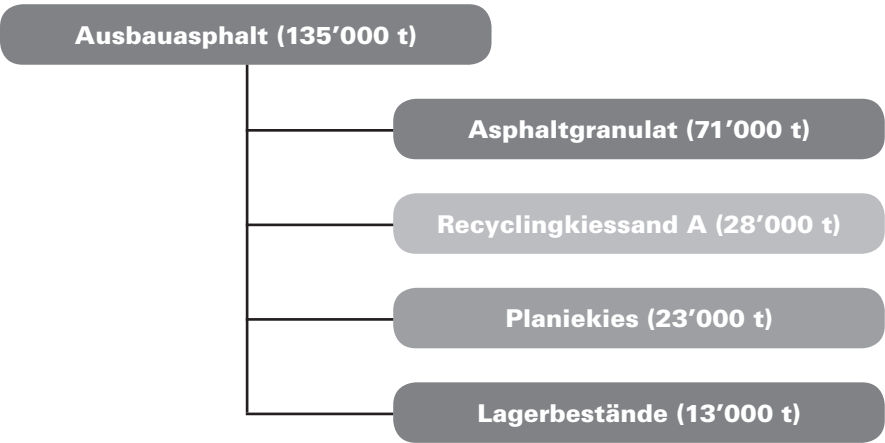 Ausbauasphalt (135’000 t)
Asphaltgranulat (71’000 t)
Recyclingkiessand A (28’000 t)
Planiekies (23’000 t)
Lagerbestände (13’000 t)